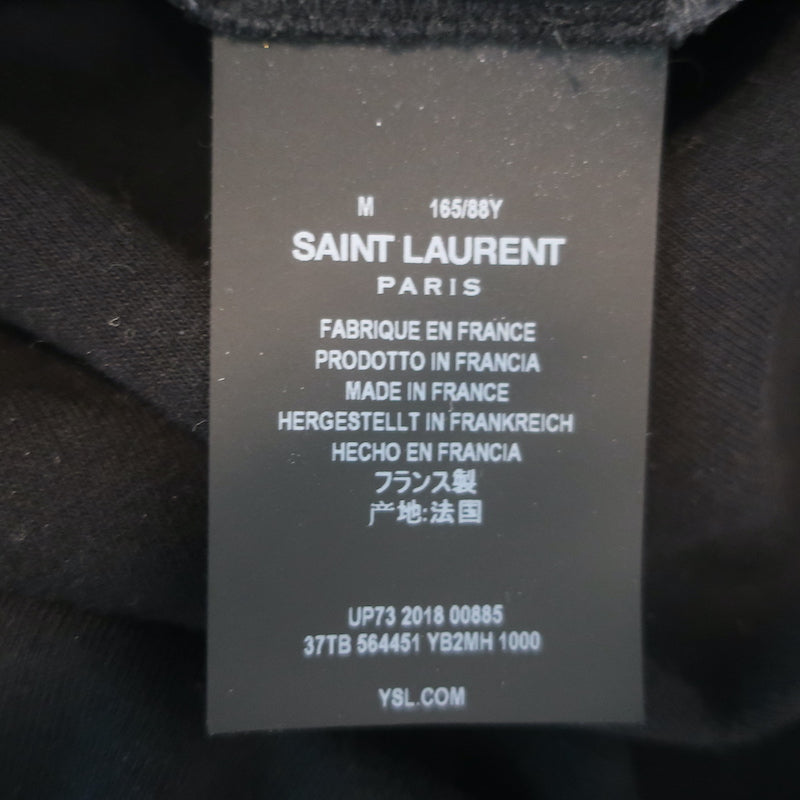 M 165/88Y
SAINT LAURENT
PARIS
FABRIQUE EN FRANCE
PRODOTTO IN FRANCIA
MADE IN FRANCE
HERGESTELLT IN FRANKREICH
HECHO EN FRANCIA
フランス製
产地:法国
UP73 2018 00885
37TB 564451 YB2MH 1000
YSL.COM